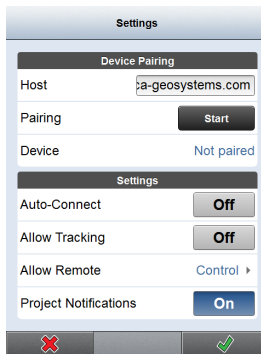 Settings
Device Pairing
Host ca-geosystems.com
Pairing Start
Device Not paired
Settings
Auto-Connect Off
Allow Tracking Off
Allow Remote Control
Project Notifications On